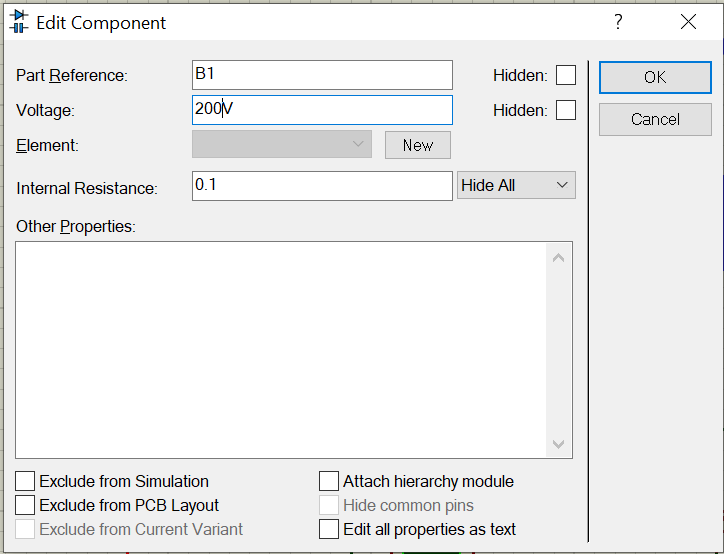 Edit Component
?
Part Reference: B1 Hidden: OK
Voltage: 200V Hidden: Cancel
Element: New
Internal Resistance: 0.1 Hide All
Other Properties:
Exclude from Simulation Attach hierarchy module
Exclude from PCB Layout Hide common pins
Exclude from Current Variant Edit all properties as text